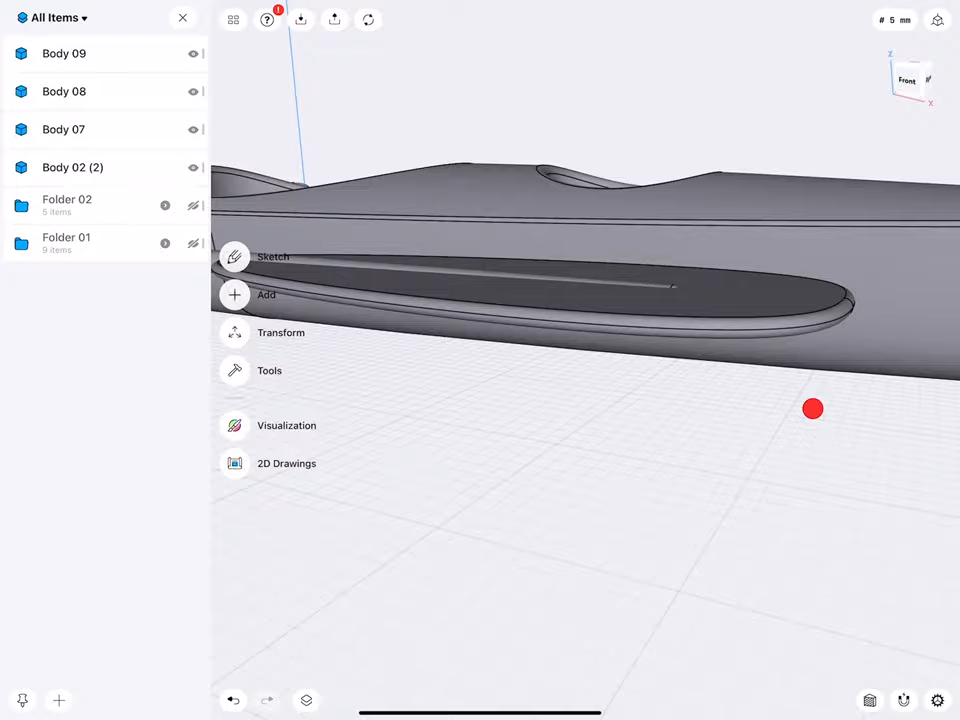 All Items ▾
?
!
# 5 mm
Body 09
Body 08
Body 07
Body 02 (2)
Folder 02
5 items
Folder 01
9 items
Z
Front
X
Sketch
Add
Transform
Tools
Visualization
2D Drawings